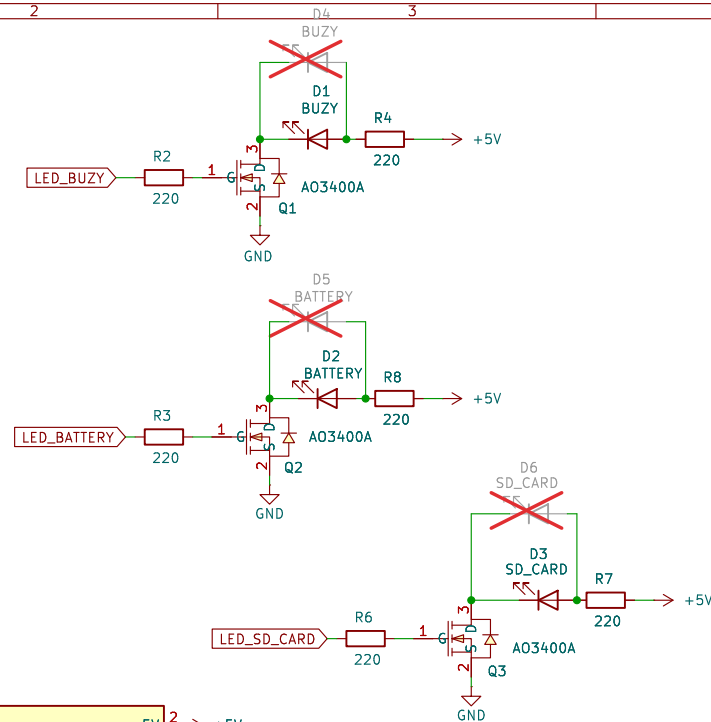 2
3
D4
BUZY
D1
BUZY
R4
220
+5V
3
D
R2
LED_BUZY
220
1
G
S
2
AO3400A
Q1
GND
D5
BATTERY
D2
BATTERY
R8
220
+5V
3
D
R3
LED_BATTERY
220
1
G
S
2
AO3400A
Q2
GND
D6
SD_CARD
D3
SD_CARD
R7
220
+5V
3
D
R6
LED_SD_CARD
220
1
G
S
2
AO3400A
Q3
GND
5V
2
+5V